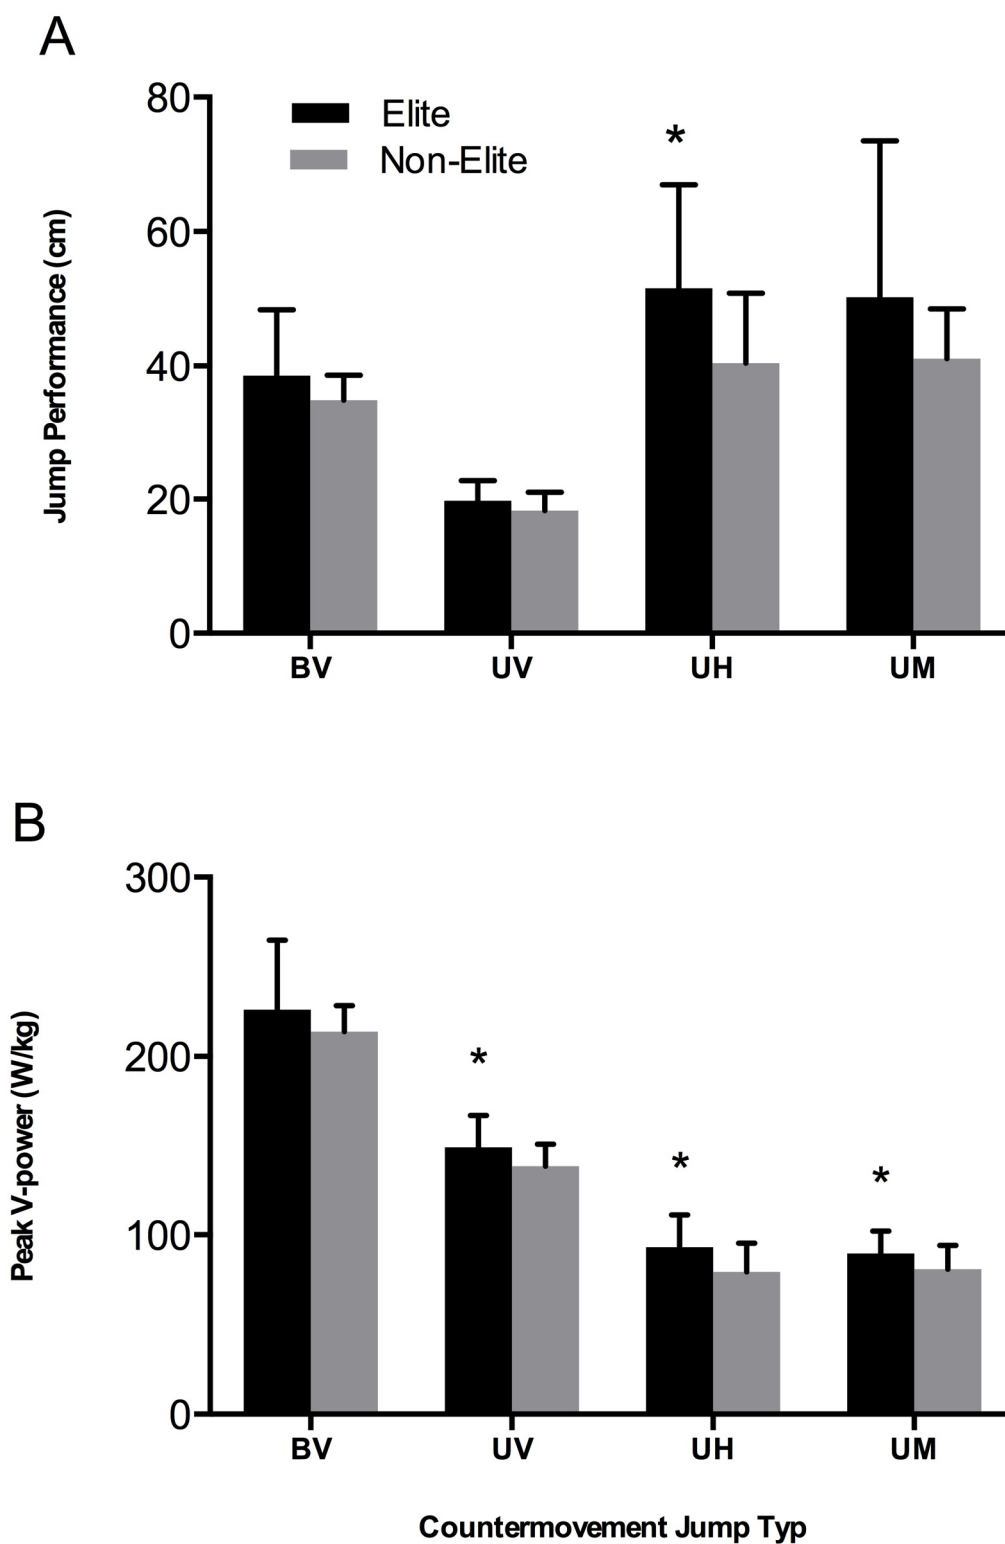 A
80
60
40
20
0
Jump Performance (cm)
Elite
Non-Elite
*
BV
UV
UH
UM
B
300
200
100
0
Peak V-power (W/kg)
*
*
*
BV
UV
UH
UM
Countermovement Jump Typ